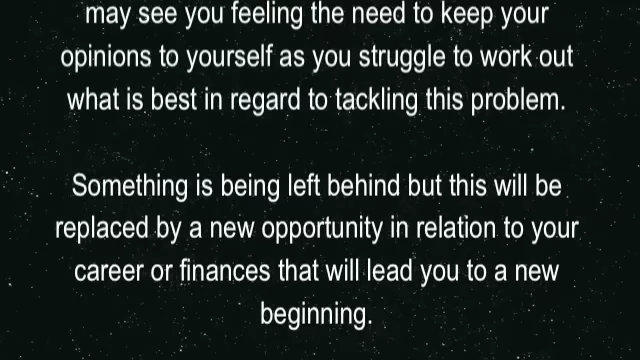 may see you feeling the need to keep your
opinions to yourself as you struggle to work out
what is best in regard to tackling this problem.
Something is being left behind but this will be
replaced by a new opportunity in relation to your
career or finances that will lead you to a new
beginning.